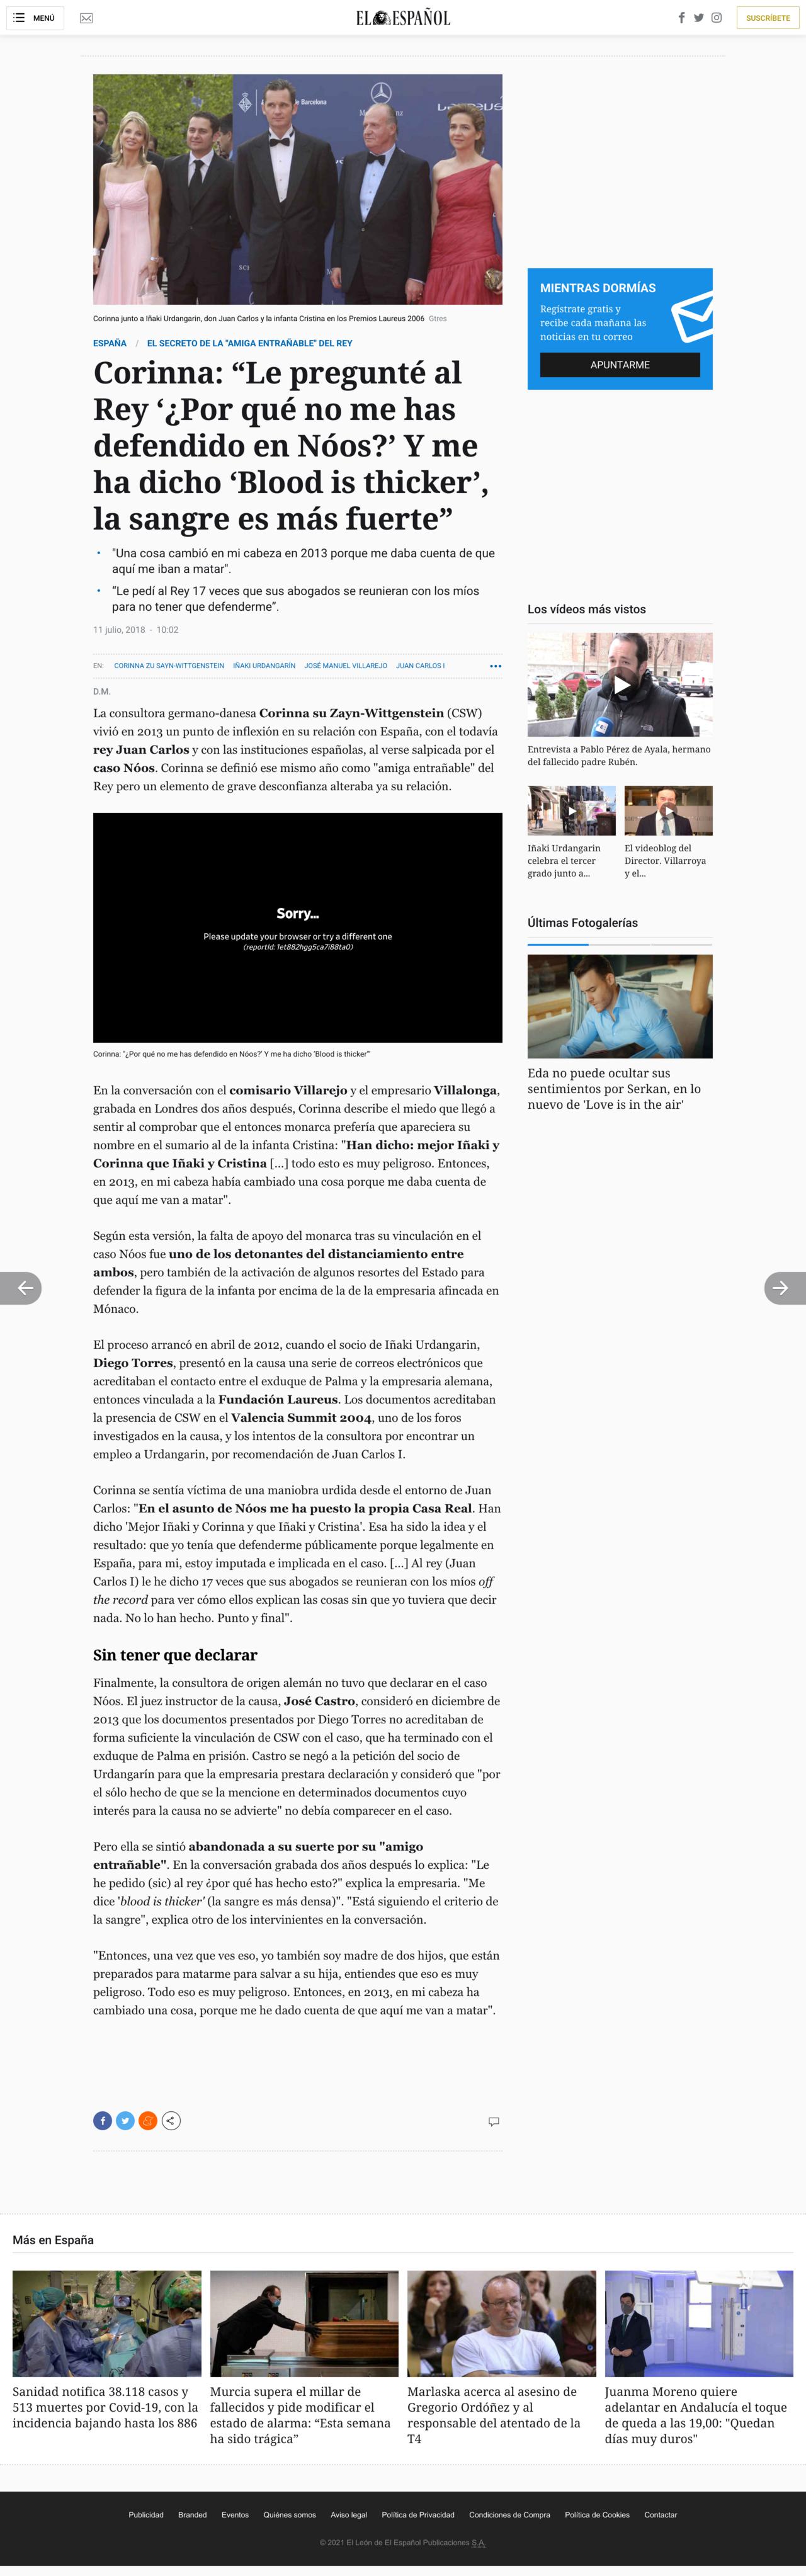 MENÚ
EL ESPAÑOL
SUSCRÍBETE
de Barcelona
Corinna junto a Iñaki Urdangarin, don Juan Carlos y la infanta Cristina en los Premios Laureus 2006 Gtres
ESPAÑA / EL SECRETO DE LA "AMIGA ENTRAÑABLE" DEL REY
Corinna: “Le pregunté al
Rey ‘¿Por qué no me has
defendido en Nóos?’ Y me
ha dicho ‘Blood is thicker’,
la sangre es más fuerte”
"Una cosa cambió en mi cabeza en 2013 porque me daba cuenta de que
aquí me iban a matar".
“Le pedí al Rey 17 veces que sus abogados se reunieran con los míos
para no tener que defenderme”.
11 julio, 2018 - 10:02
EN: CORINNA ZU SAYN-WITTGENSTEIN IÑAKI URDANGARÍN JOSÉ MANUEL VILLAREJO JUAN CARLOS I
D.M.
La consultora germano-danesa Corinna su Zayn-Wittgenstein (CSW)
vivió en 2013 un punto de inflexión en su relación con España, con el todavía
rey Juan Carlos y con las instituciones españolas, al verse salpicada por el
caso Nóos. Corinna se definió ese mismo año como "amiga entrañable" del
Rey pero un elemento de grave desconfianza alteraba ya su relación.
Sorry...
Please update your browser or try a different one
(reportId: 1et882hgg5ca7i88ta0)
Corinna: "¿Por qué no me has defendido en Nóos?' Y me ha dicho 'Blood is thicker'"
En la conversación con el comisario Villarejo y el empresario Villalonga,
grabada en Londres dos años después, Corinna describe el miedo que llegó a
sentir al comprobar que el entonces monarca prefería que apareciera su
nombre en el sumario al de la infanta Cristina: "Han dicho: mejor Iñaki y
Corinna que Iñaki y Cristina [...] todo esto es muy peligroso. Entonces,
en 2013, en mi cabeza había cambiado una cosa porque me daba cuenta de
que aquí me van a matar".
Según esta versión, la falta de apoyo del monarca tras su vinculación en el
caso Nóos fue uno de los detonantes del distanciamiento entre
ambos, pero también de la activación de algunos resortes del Estado para
defender la figura de la infanta por encima de la de la empresaria afincada en
Mónaco.
El proceso arrancó en abril de 2012, cuando el socio de Iñaki Urdangarin,
Diego Torres, presentó en la causa una serie de correos electrónicos que
acreditaban el contacto entre el exduque de Palma y la empresaria alemana,
entonces vinculada a la Fundación Laureus. Los documentos acreditaban
la presencia de CSW en el Valencia Summit 2004, uno de los foros
investigados en la causa, y los intentos de la consultora por encontrar un
empleo a Urdangarin, por recomendación de Juan Carlos I.
Corinna se sentía víctima de una maniobra urdida desde el entorno de Juan
Carlos: "En el asunto de Nóos me ha puesto la propia Casa Real. Han
dicho 'Mejor Iñaki y Corinna y que Iñaki y Cristina'. Esa ha sido la idea y el
resultado: que yo tenía que defenderme públicamente porque legalmente en
España, para mi, estoy imputada e implicada en el caso. [...] Al rey (Juan
Carlos I) le he dicho 17 veces que sus abogados se reunieran con los míos off
the record para ver cómo ellos explican las cosas sin que yo tuviera que decir
nada. No lo han hecho. Punto y final".
Sin tener que declarar
Finalmente, la consultora de origen alemán no tuvo que declarar en el caso
Nóos. El juez instructor de la causa, José Castro, consideró en diciembre de
2013 que los documentos presentados por Diego Torres no acreditaban de
forma suficiente la vinculación de CSW con el caso, que ha terminado con el
exduque de Palma en prisión. Castro se negó a la petición del socio de
Urdangarín para que la empresaria prestara declaración y consideró que "por
el sólo hecho de que se la mencione en determinados documentos cuyo
interés para la causa no se advierte" no debía comparecer en el caso.
Pero ella se sintió abandonada a su suerte por su "amigo
entrañable". En la conversación grabada dos años después lo explica: "Le
he pedido (sic) al rey ¿por qué has hecho esto?" explica la empresaria. "Me
dice 'blood is thicker' (la sangre es más densa)". "Está siguiendo el criterio de
la sangre", explica otro de los intervinientes en la conversación.
"Entonces, una vez que ves eso, yo también soy madre de dos hijos, que están
preparados para matarme para salvar a su hija, entiendes que eso es muy
peligroso. Todo eso es muy peligroso. Entonces, en 2013, en mi cabeza ha
cambiado una cosa, porque me he dado cuenta de que aquí me van a matar".
MIENTRAS DORMÍAS
Regístrate gratis y
recibe cada mañana las
noticias en tu correo
APUNTARME
Los vídeos más vistos
Entrevista a Pablo Pérez de Ayala, hermano
del fallecido padre Rubén.
Iñaki Urdangarin
celebra el tercer
grado junto a...
El videoblog del
Director. Villarroya
y el...
Últimas Fotogalerías
Eda no puede ocultar sus
sentimientos por Serkan, en lo
nuevo de 'Love is in the air'
Más en España
Sanidad notifica 38.118 casos y
513 muertes por Covid-19, con la
incidencia bajando hasta los 886
Murcia supera el millar de
fallecidos y pide modificar el
estado de alarma: “Esta semana
ha sido trágica”
Marlaska acerca al asesino de
Gregorio Ordóñez y al
responsable del atentado de la
T4
Juanma Moreno quiere
adelantar en Andalucía el toque
de queda a las 19,00: "Quedan
días muy duros"
Publicidad Branded Eventos Quiénes somos Aviso legal Política de Privacidad Condiciones de Compra Política de Cookies Contactar
© 2021 El León de El Español Publicaciones S.A.